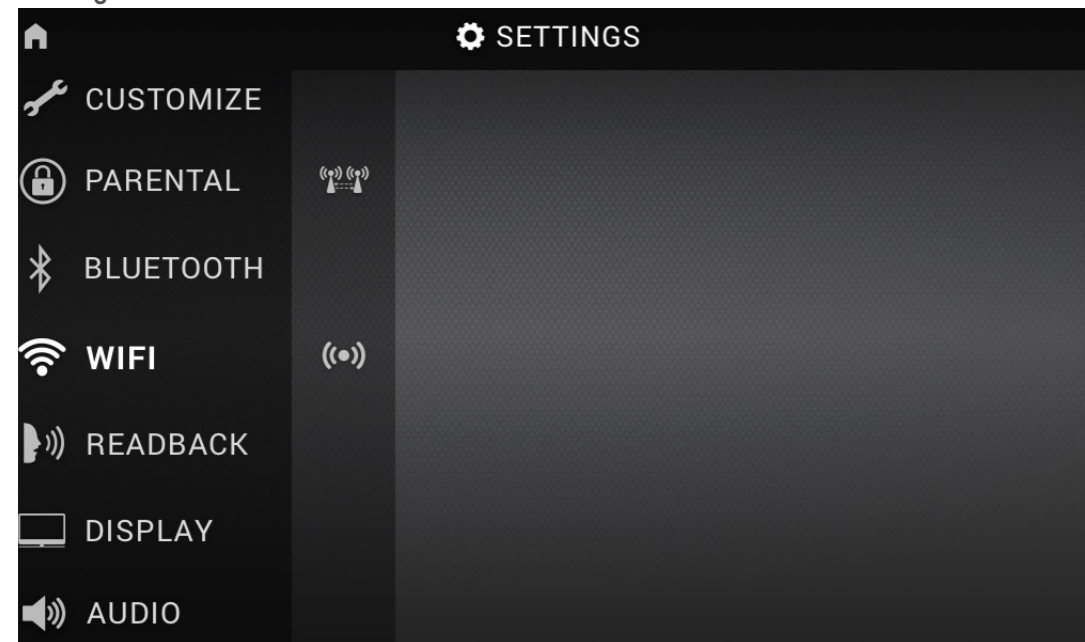 SETTINGS
CUSTOMIZE
PARENTAL
BLUETOOTH
WIFI
READBACK
DISPLAY
AUDIO